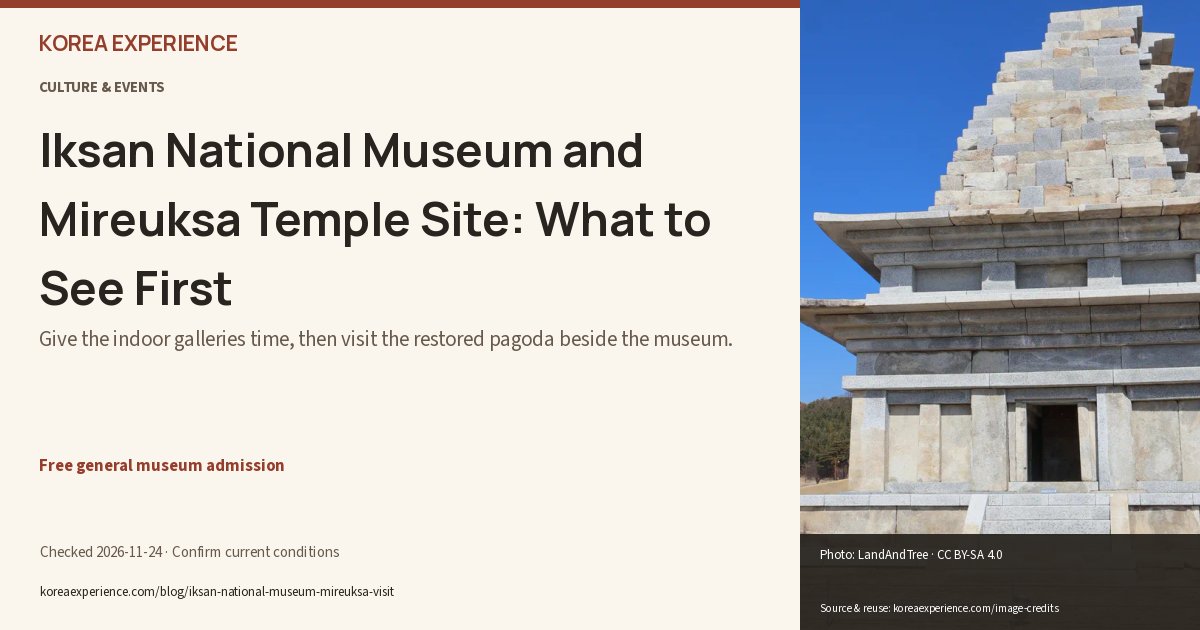 KOREA EXPERIENCE
CULTURE & EVENTS
Iksan National Museum and
Mireuksa Temple Site: What to
See First
Give the indoor galleries time, then visit the restored pagoda beside the museum.
Free general museum admission
Checked 2026-11-24 · Confirm current conditions
koreaexperience.com/blog/iksan-national-museum-mireuksa-visit
Photo: LandAndTree · CC BY-SA 4.0
Source & reuse: koreaexperience.com/image-credits